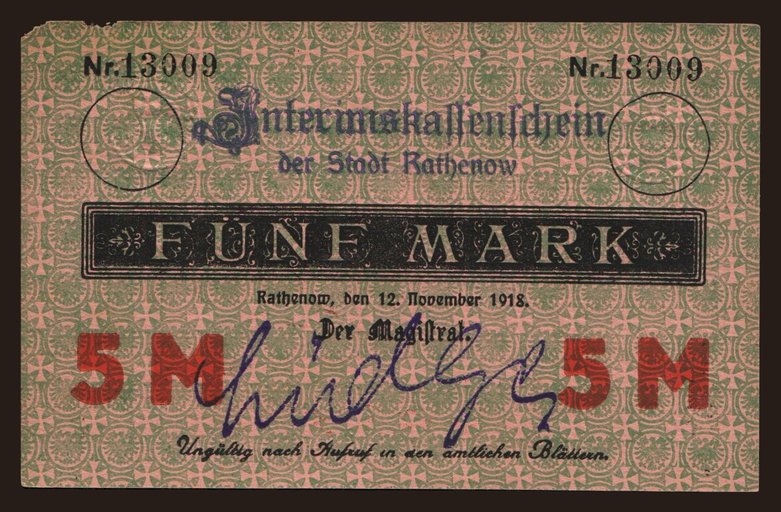 Nr. 13009 Nr. 13009
Interimskassenschein
der Stadt Rathenow
FÜNF MARK
Rathenow, den 12. November 1918.
Der Magistrat.
5 M 5 M
Ungültig nach Aufruf in den amtlichen Blättern.